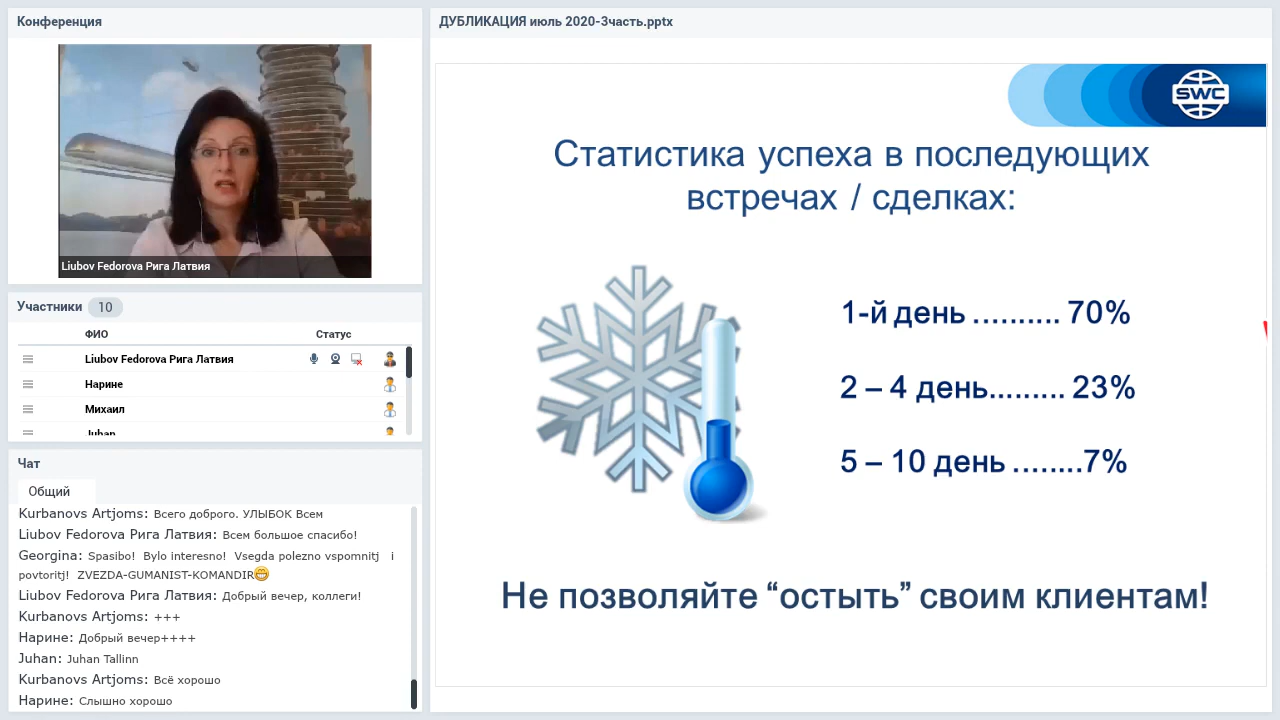 Конференция
Liubov Fedorova Рига Латвия
Участники 10
ФИО Статус
Liubov Fedorova Рига Латвия
Нарине
Михаил
Juhan
Чат
Общий
Kurbanovs Artjoms: Всего доброго. УЛЫБОК Всем
Liubov Fedorova Рига Латвия: Всем большое спасибо!
Georgina: Spasibo! Bylo interesno! Vsegda polezno vspomnitj i
povtoritj! ZVEZDA-GUMANIST-KOMANDIR😁
Liubov Fedorova Рига Латвия: Добрый вечер, коллеги!
Kurbanovs Artjoms: +++
Нарине: Добрый вечер++++
Juhan: Juhan Tallinn
Kurbanovs Artjoms: Всё хорошо
Нарине: Слышно хорошо
ДУБЛИКАЦИЯ июль 2020-3часть.pptx
SWC
Статистика успеха в последующих
встречах / сделках:
1-й день .......... 70%
2 – 4 день......... 23%
5 – 10 день ........7%
Не позволяйте “остыть” своим клиентам!